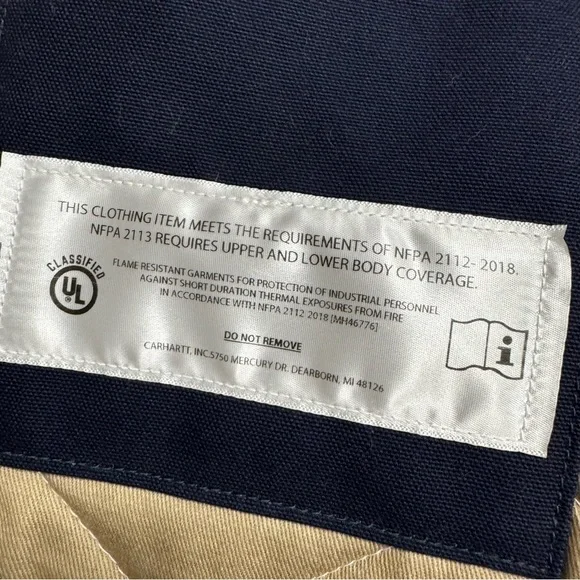 THIS CLOTHING ITEM MEETS THE REQUIREMENTS OF NFPA 2112- 2018.
NFPA 2113 REQUIRES UPPER AND LOWER BODY COVERAGE.
CLASSIFIED
UL
FLAME RESISTANT GARMENTS FOR PROTECTION OF INDUSTRIAL PERSONNEL
AGAINST SHORT DURATION THERMAL EXPOSURES FROM FIRE
IN ACCORDANCE WITH NFPA 2112-2018 [MH46776]
DO NOT REMOVE
CARHARTT, INC.5750 MERCURY DR. DEARBORN, MI 48126
i